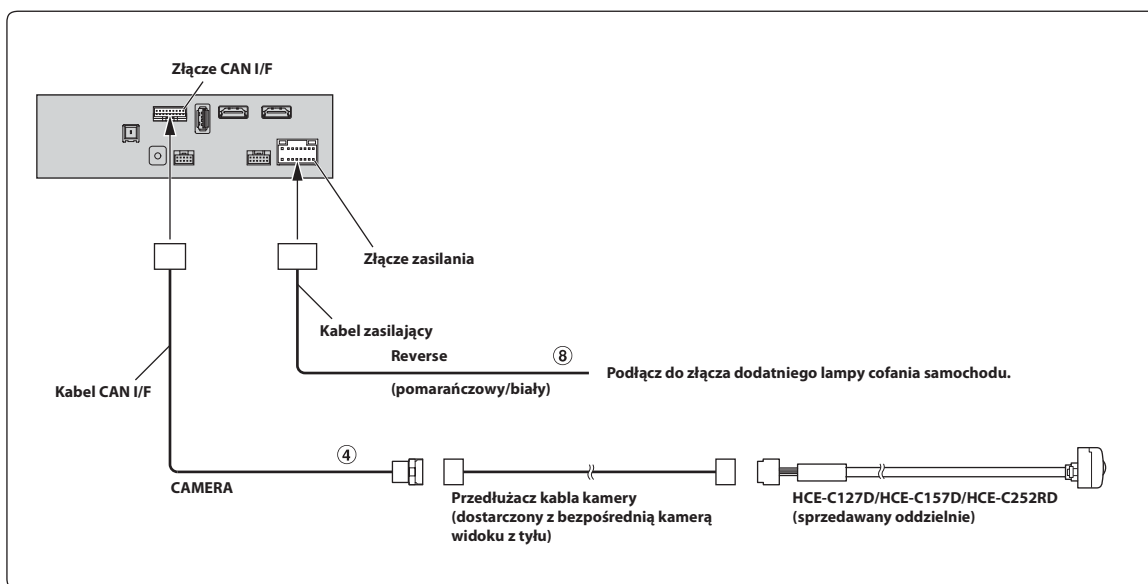 Złącze CAN I/F
Złącze zasilania
Kabel zasilający
Reverse
⑧
(pomarańczowy/biały)
Podłącz do złącza dodatniego lampy cofania samochodu.
Kabel CAN I/F
④
CAMERA
Przedłużacz kabla kamery
(dostarczony z bezpośrednią kamerą
widoku z tyłu)
HCE-C127D/HCE-C157D/HCE-C252RD
(sprzedawany oddzielnie)